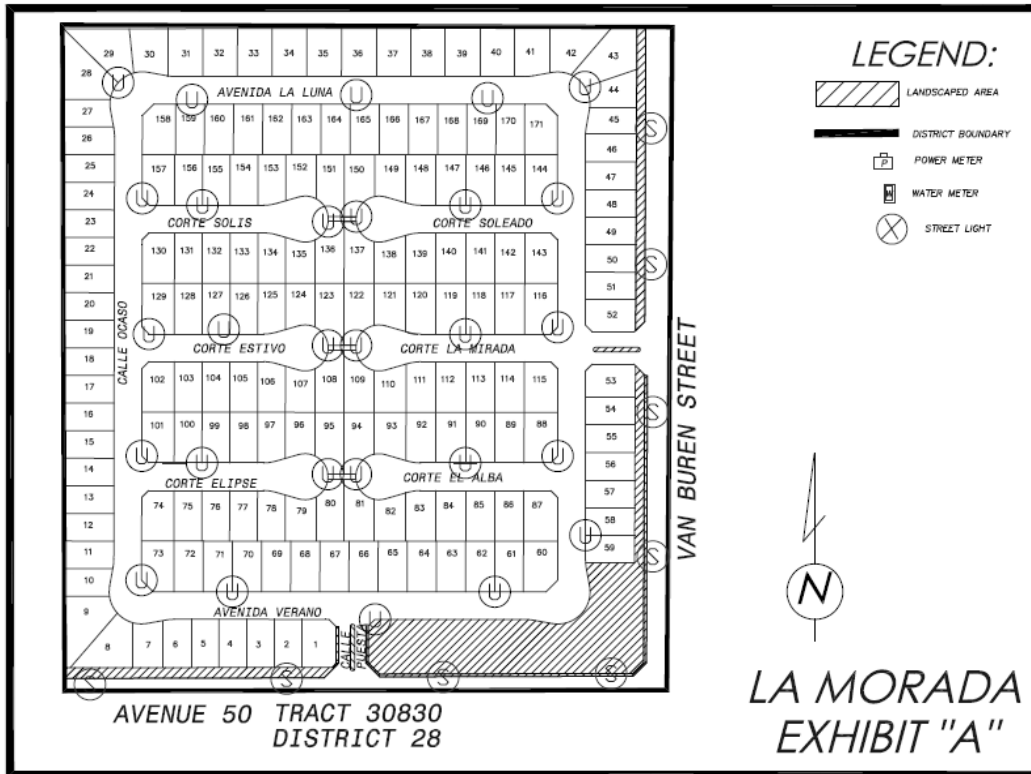 29 30 31 32 33 34 35 36 37 38 39 40 41 42 43
28
AVENIDA LA LUNA
44
27
158 159 160 161 162 163 164 165 166 167 168 169 170 171
45
26
46
25
157 156 155 154 153 152 151 150 149 148 147 146 145 144
47
24
48
23
CORTE SOLIS
CORTE SOLEADO
49
22
130 131 132 133 134 135 136 137 138 139 140 141 142 143
50
21
51
20
129 128 127 126 125 124 123 122 121 120 119 118 117 116
52
19
CALLE OCASO
CORTE ESTIVO
CORTE LA MIRADA
18
17
102 103 104 105 106 107 108 109 110 111 112 113 114 115
53
16
54
15
101 100 99 98 97 96 95 94 93 92 91 90 89 88
55
14
56
CORTE ELIPSE
CORTE EL ALBA
13
57
12
74 75 76 77 78 79 80 81 82 83 84 85 86 87
58
11
73 72 71 70 69 68 67 66 65 64 63 62 61 60
59
10
9
AVENIDA VERANO
8 7 6 5 4 3 2 1
CALLE
PUESTA
U U U U U
U U U U U U
U U U U U U
U U U U U U
U
U U U
U
S
S
S
S
S S S S
VAN BUREN STREET
AVENUE 50 TRACT 30830
DISTRICT 28
LEGEND:
LANDSCAPED AREA
DISTRICT BOUNDARY
P POWER METER
WATER METER
STREET LIGHT
N
LA MORADA
EXHIBIT "A"